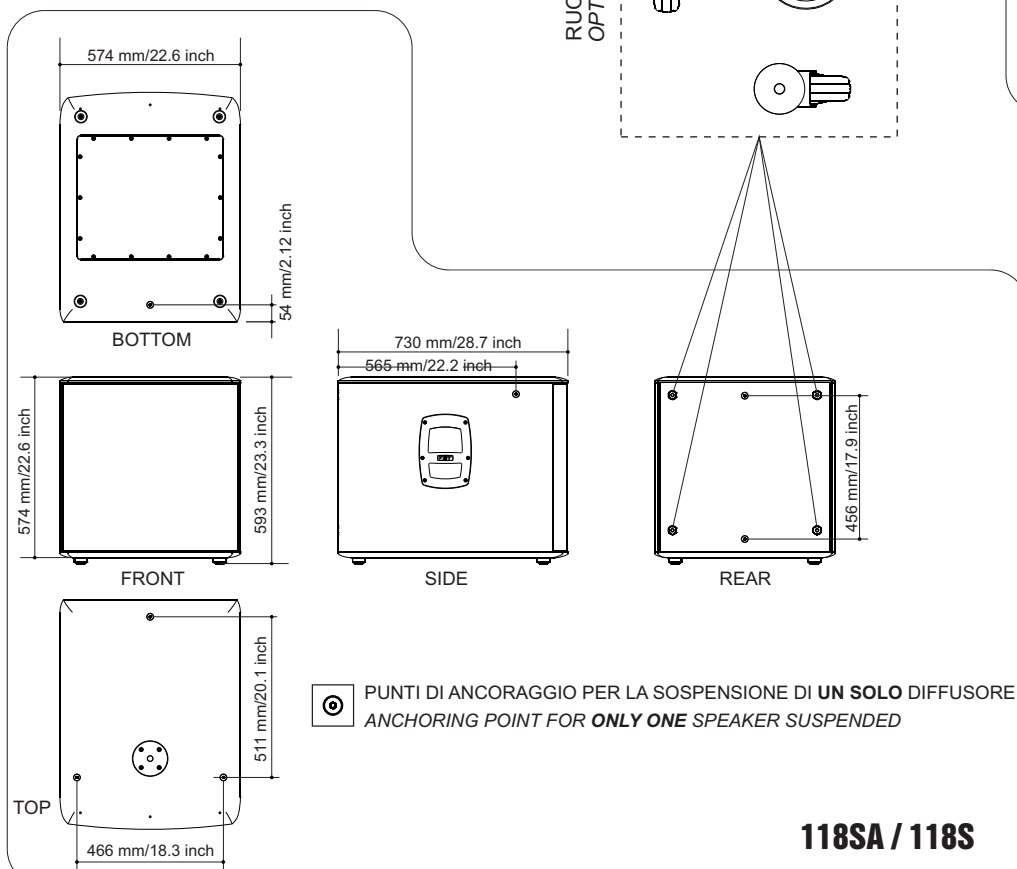 RUO
OPT
574 mm/22.6 inch
54 mm/2.12 inch
BOTTOM
730 mm/28.7 inch
565 mm/22.2 inch
574 mm/22.6 inch
593 mm/23.3 inch
456 mm/17.9 inch
FBT
FRONT
SIDE
REAR
511 mm/20.1 inch
PUNTI DI ANCORAGGIO PER LA SOSPENSIONE DI UN SOLO DIFFUSORE
ANCHORING POINT FOR ONLY ONE SPEAKER SUSPENDED
TOP
466 mm/18.3 inch
118SA / 118S